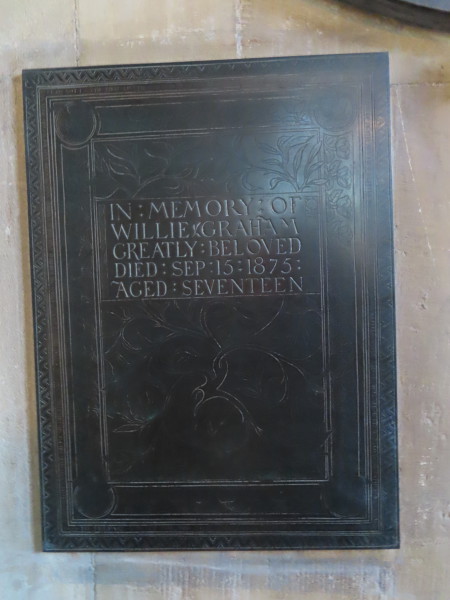 IN : MEMORY : OF
WILLIE GRAHAM
GREATLY : BELOVED
DIED : SEP : 15 : 1875 :
AGED : SEVENTEEN